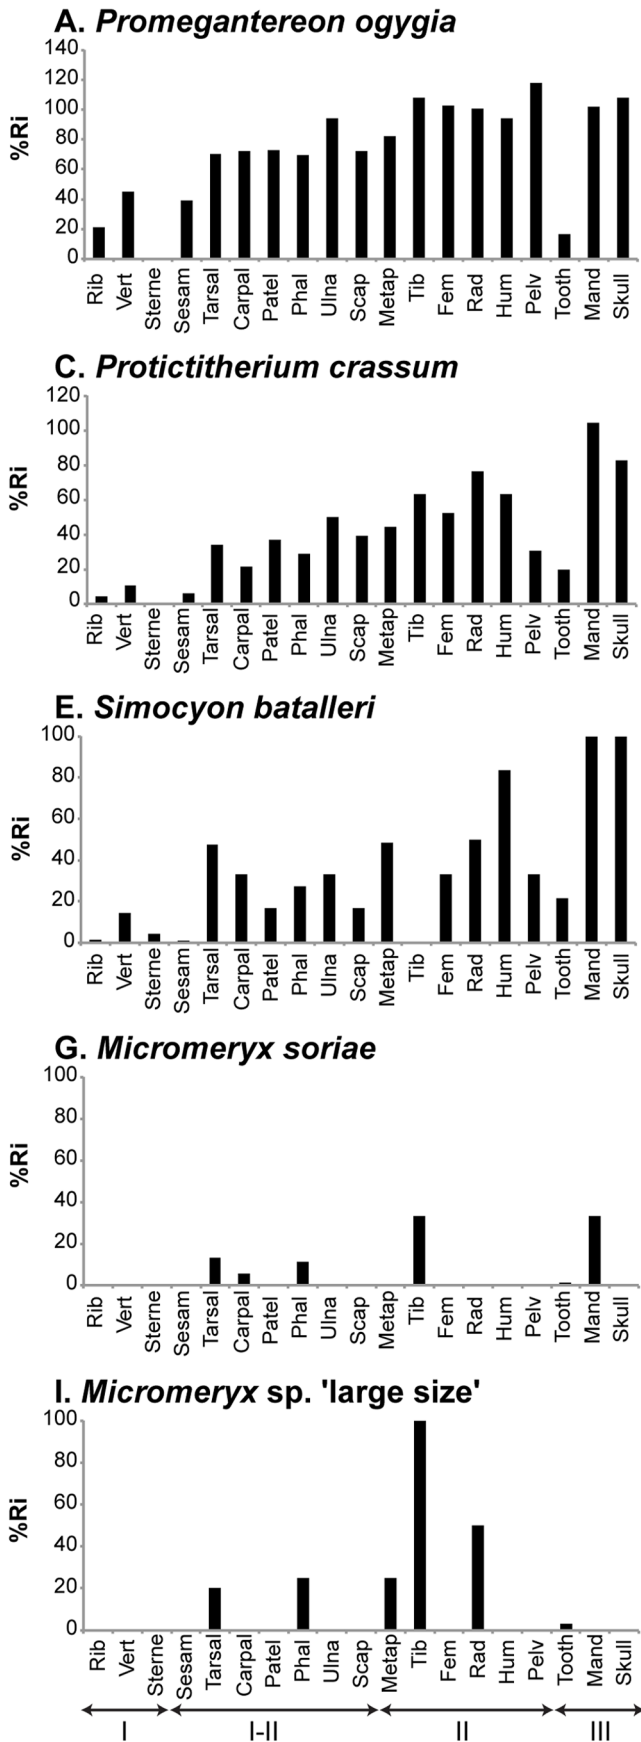 A. Promegantereon ogygia
140
120
100
80
60
40
20
0
%Ri
Rib Vert Sterne Sesam Tarsal Carpal Patel Phal Ulna Scap Metap Tib Fem Rad Hum Pelv Tooth Mand Skull
C. Protictitherium crassum
120
100
80
60
40
20
0
%Ri
Rib Vert Sterne Sesam Tarsal Carpal Patel Phal Ulna Scap Metap Tib Fem Rad Hum Pelv Tooth Mand Skull
E. Simocyon batalleri
100
80
60
40
20
0
%Ri
Rib Vert Sterne Sesam Tarsal Carpal Patel Phal Ulna Scap Metap Tib Fem Rad Hum Pelv Tooth Mand Skull
G. Micromeryx soriae
100
80
60
40
20
0
%Ri
Rib Vert Sterne Sesam Tarsal Carpal Patel Phal Ulna Scap Metap Tib Fem Rad Hum Pelv Tooth Mand Skull
I. Micromeryx sp. 'large size'
100
80
60
40
20
0
%Ri
Rib Vert Sterne Sesam Tarsal Carpal Patel Phal Ulna Scap Metap Tib Fem Rad Hum Pelv Tooth Mand Skull
I I-II II III